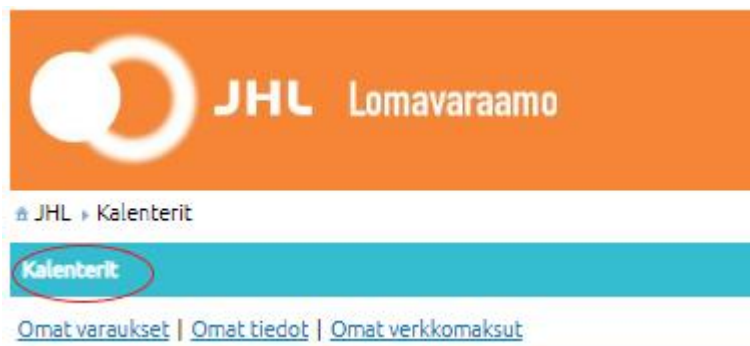 JHL Lomavaraamo
JHL ▸ Kalenterit
Kalenterit
Omat varaukset | Omat tiedot | Omat verkkomaksut